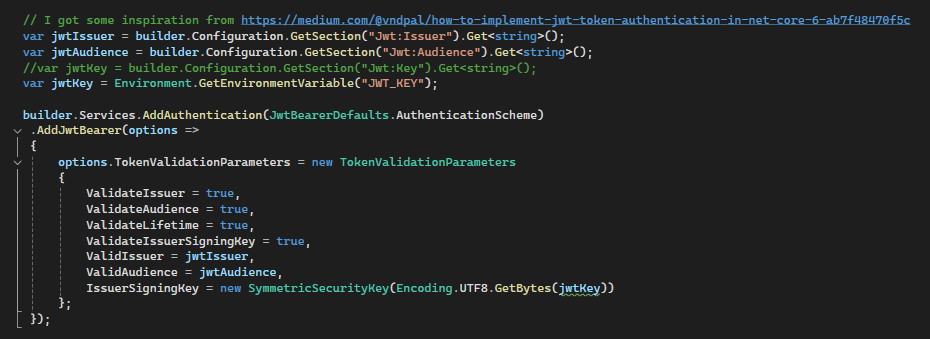 // I got some inspiration from https://medium.com/@vndpal/how-to-implement-jwt-token-authentication-in-net-core-6-ab7f48470f5c
var jwtIssuer = builder.Configuration.GetSection("Jwt:Issuer").Get<string>();
var jwtAudience = builder.Configuration.GetSection("Jwt:Audience").Get<string>();
//var jwtKey = builder.Configuration.GetSection("Jwt:Key").Get<string>();
var jwtKey = Environment.GetEnvironmentVariable("JWT_KEY");
builder.Services.AddAuthentication(JwtBearerDefaults.AuthenticationScheme)
.AddJwtBearer(options =>
{
options.TokenValidationParameters = new TokenValidationParameters
{
ValidateIssuer = true,
ValidateAudience = true,
ValidateLifetime = true,
ValidateIssuerSigningKey = true,
ValidIssuer = jwtIssuer,
ValidAudience = jwtAudience,
IssuerSigningKey = new SymmetricSecurityKey(Encoding.UTF8.GetBytes(jwtKey))
};
});